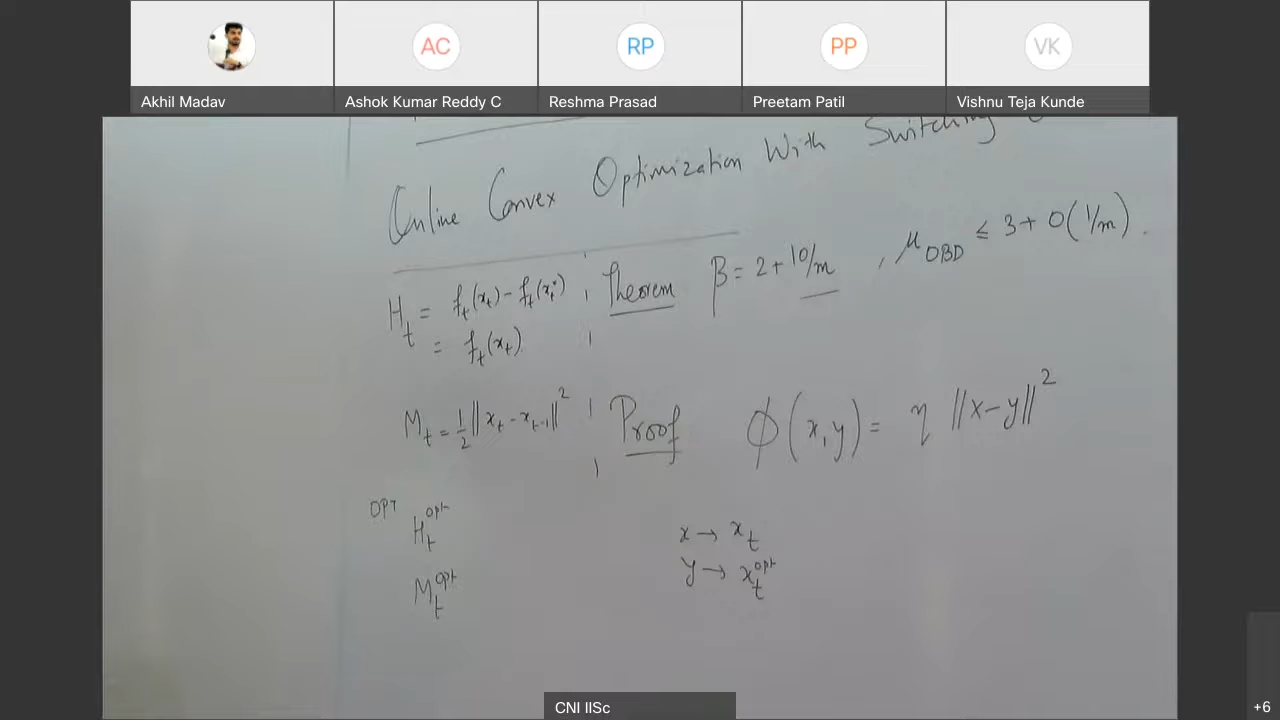 AC
RP
PP
VK
Akhil Madav
Ashok Kumar Reddy C
Reshma Prasad
Preetam Patil
Vishnu Teja Kunde
Online Convex Optimization With Switching
H_t = f_t(x_t) - f_t(x_t^*)
= f_t(x_t)
Theorem β = 2 + 10/m , μ_OBD ≤ 3 + O(1/m).
M_t = 1/2 ||x_t - x_{t-1}||^2
Proof φ(x,y) = η ||x-y||^2
OPT H_t^opt
M_t^opt
x → x_t
y → x_t^opt
CNI IISc
+6